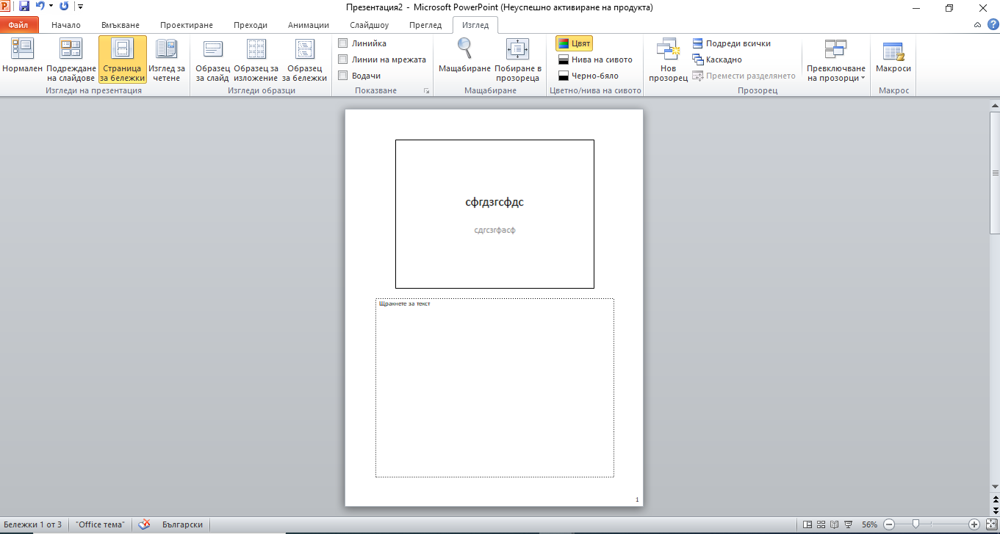 Презентация2 - Microsoft PowerPoint (Неуспешно активиране на продукта)
Файл Начало Вмъкване Проектиране Преходи Анимации Слайдшоу Преглед Изглед
Нормален
Подреждане
на слайдове
Страница
за бележки
Изглед за
четене
Изгледи на презентация
Образец
за слайд
Образец за
изложение
Образец
за бележки
Изгледи образци
Линийка
Линии на мрежата
Водачи
Показване
Мащабиране
Побиране в
прозореца
Мащабиране
Цвят
Нива на сивото
Черно-бяло
Цветно/нива на сивото
Нов
прозорец
Подреди всички
Каскадно
Премести разделянето
Превключване
на прозорци
Прозорец
Макроси
Макрос
сфгдзгсфдс
сдгсзгфасф
Щракнете за текст
1
Бележки 1 от 3 "Office тема" Български 56%